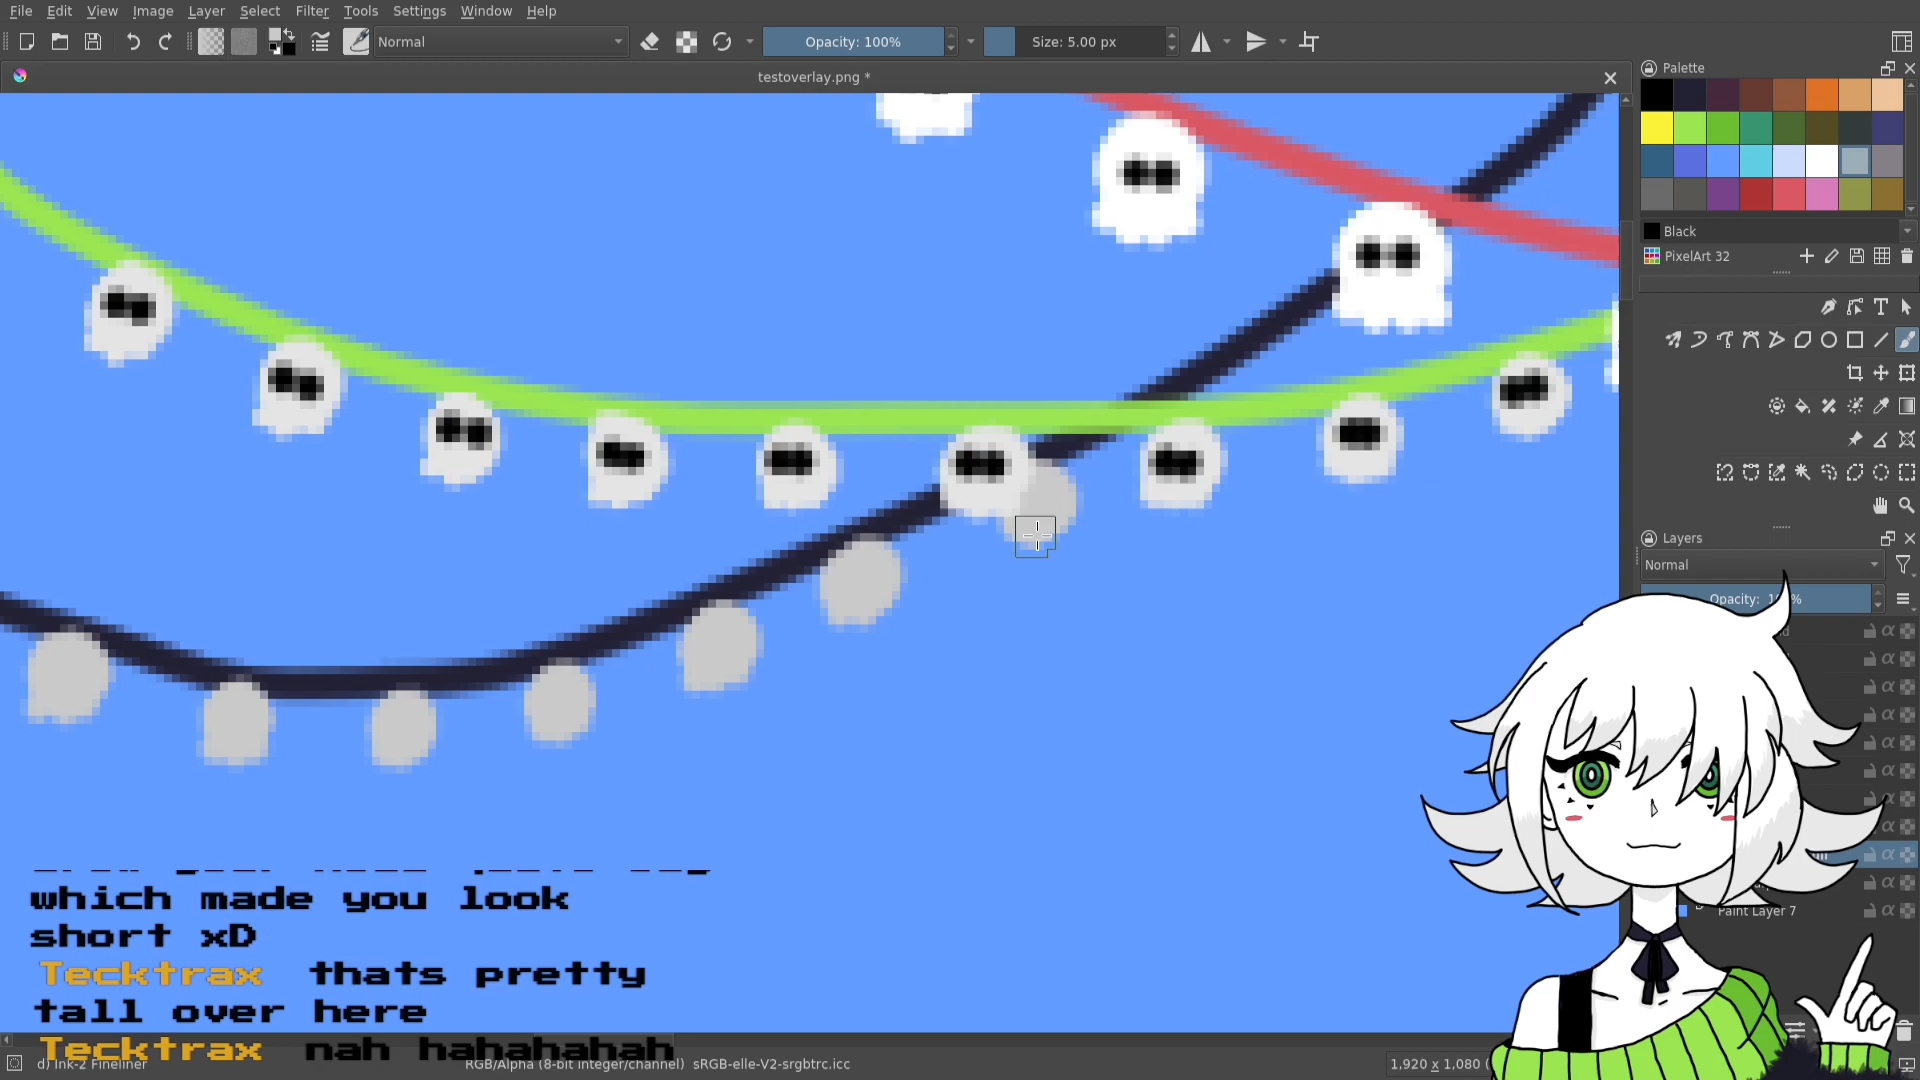 File Edit View Image Layer Select Filter Tools Settings Window Help
Normal
Opacity: 100%
Size: 5.00 px
testoverlay.png *
Palette
Black
PixelArt 32
Layers
Normal
Opacity:
Paint Layer 7
which made you look
short xD
Tecktrax thats pretty
tall over here
Tecktrax nah hahahahah
d) Ink-2 Fineliner
RGB/Alpha (8-bit integer/channel) sRGB-elle-V2-srgbtrc.icc
1,920 x 1,080 (